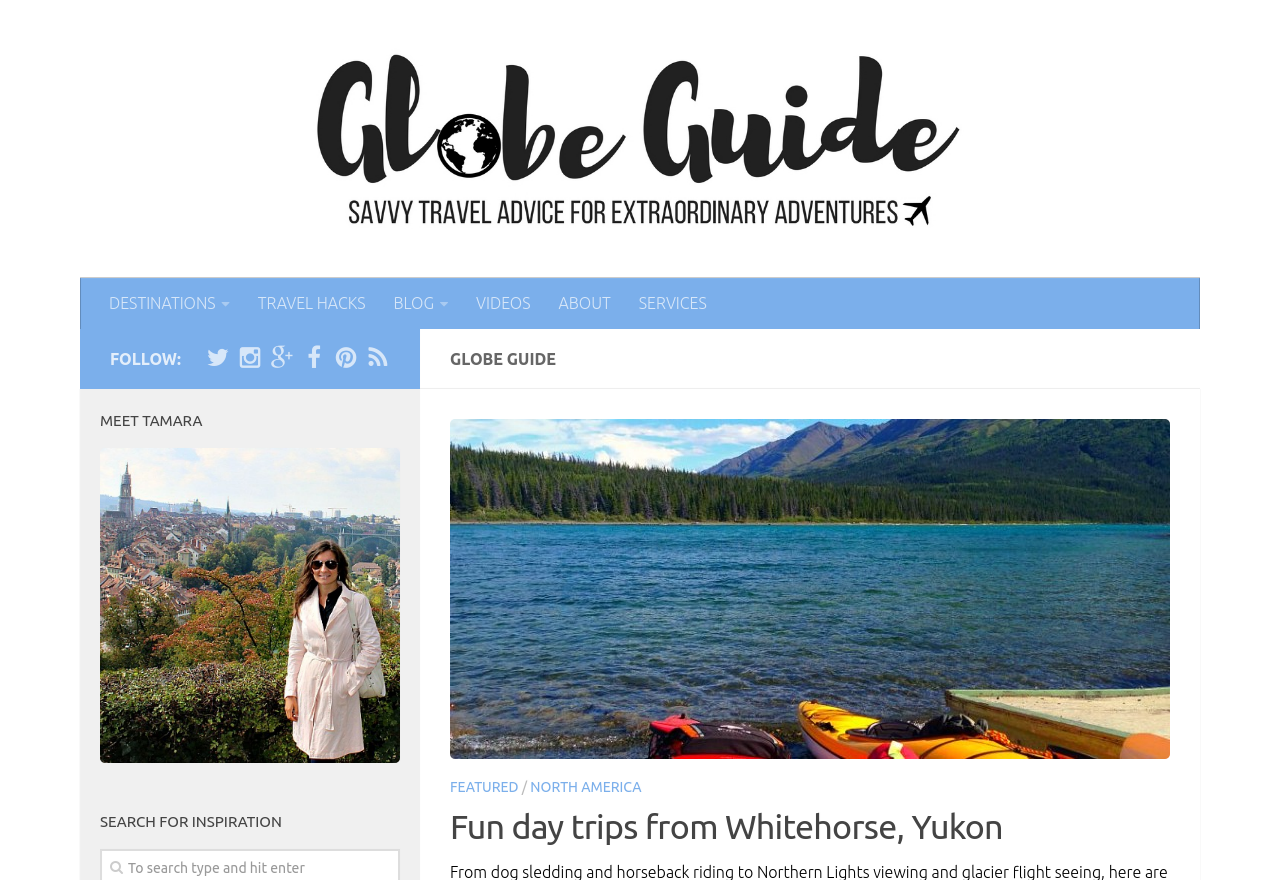 Globe Guide
SAVVY TRAVEL ADVICE FOR EXTRAORDINARY ADVENTURES
DESTINATIONS TRAVEL HACKS BLOG VIDEOS ABOUT SERVICES
FOLLOW:
GLOBE GUIDE
MEET TAMARA
FEATURED / NORTH AMERICA
Fun day trips from Whitehorse, Yukon
From dog sledding and horseback riding to Northern Lights viewing and glacier flight seeing, here are
SEARCH FOR INSPIRATION
To search type and hit enter